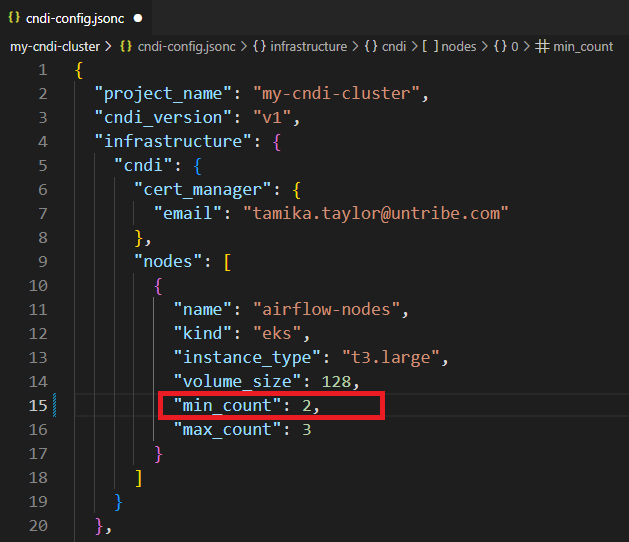 {} cndi-config.jsonc ●
my-cndi-cluster > {} cndi-config.jsonc > {} infrastructure > {} cndi > [ ] nodes > {} 0 > # min_count
1 {
2 "project_name": "my-cndi-cluster",
3 "cndi_version": "v1",
4 "infrastructure": {
5 "cndi": {
6 "cert_manager": {
7 "email": "tamika.taylor@untribe.com"
8 },
9 "nodes": [
10 {
11 "name": "airflow-nodes",
12 "kind": "eks",
13 "instance_type": "t3.large",
14 "volume_size": 128,
15 "min_count": 2,
16 "max_count": 3
17 }
18 ]
19 }
20 },